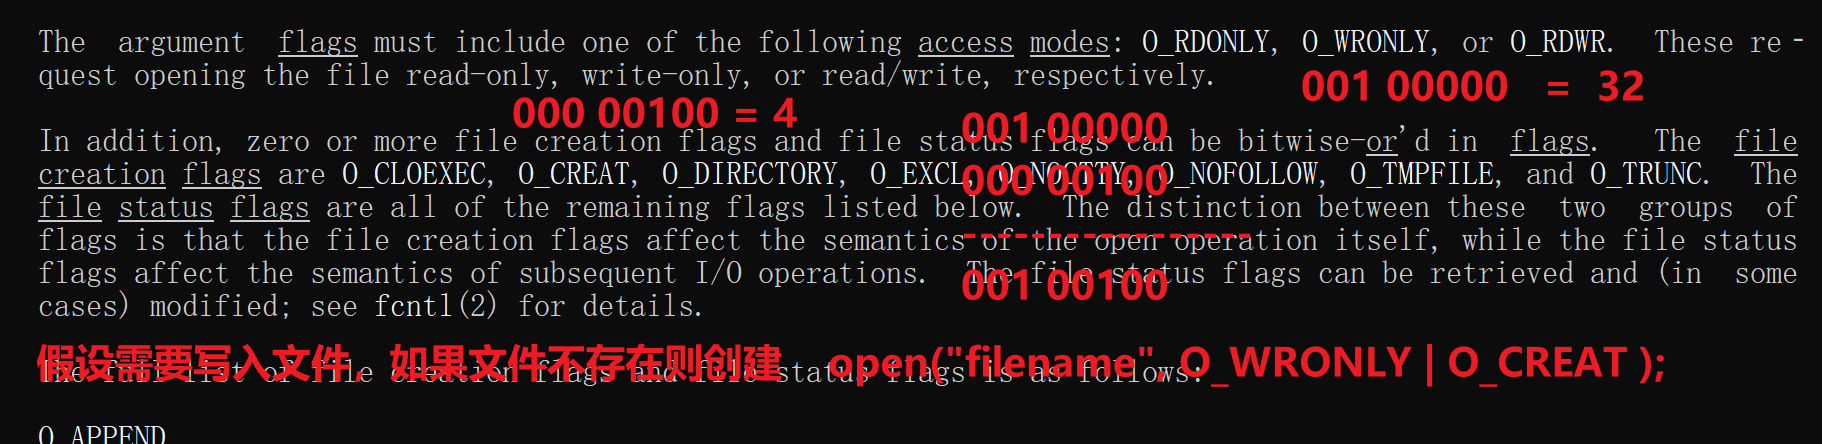 The argument flags must include one of the following access modes: O_RDONLY, O_WRONLY, or O_RDWR. These re-
quest opening the file read-only, write-only, or read/write, respectively.
001 00000 = 32
000 00100 = 4
001 00000
In addition, zero or more file creation flags and file status flags can be bitwise-or'd in flags. The file
creation flags are O_CLOEXEC, O_CREAT, O_DIRECTORY, O_EXCL, O_NOCTTY, O_NOFOLLOW, O_TMPFILE, and O_TRUNC. The
000 00100
file status flags are all of the remaining flags listed below. The distinction between these two groups of
flags is that the file creation flags affect the semantics of the open operation itself, while the file status
-------------------
flags affect the semantics of subsequent I/O operations. The file status flags can be retrieved and (in some
001 00100
cases) modified; see fcntl(2) for details.
假设需要写入文件，如果文件不存在则创建 open("filename", O_WRONLY | O_CREAT );
The full list of file creation flags and file status flags is as follows:
O_APPEND